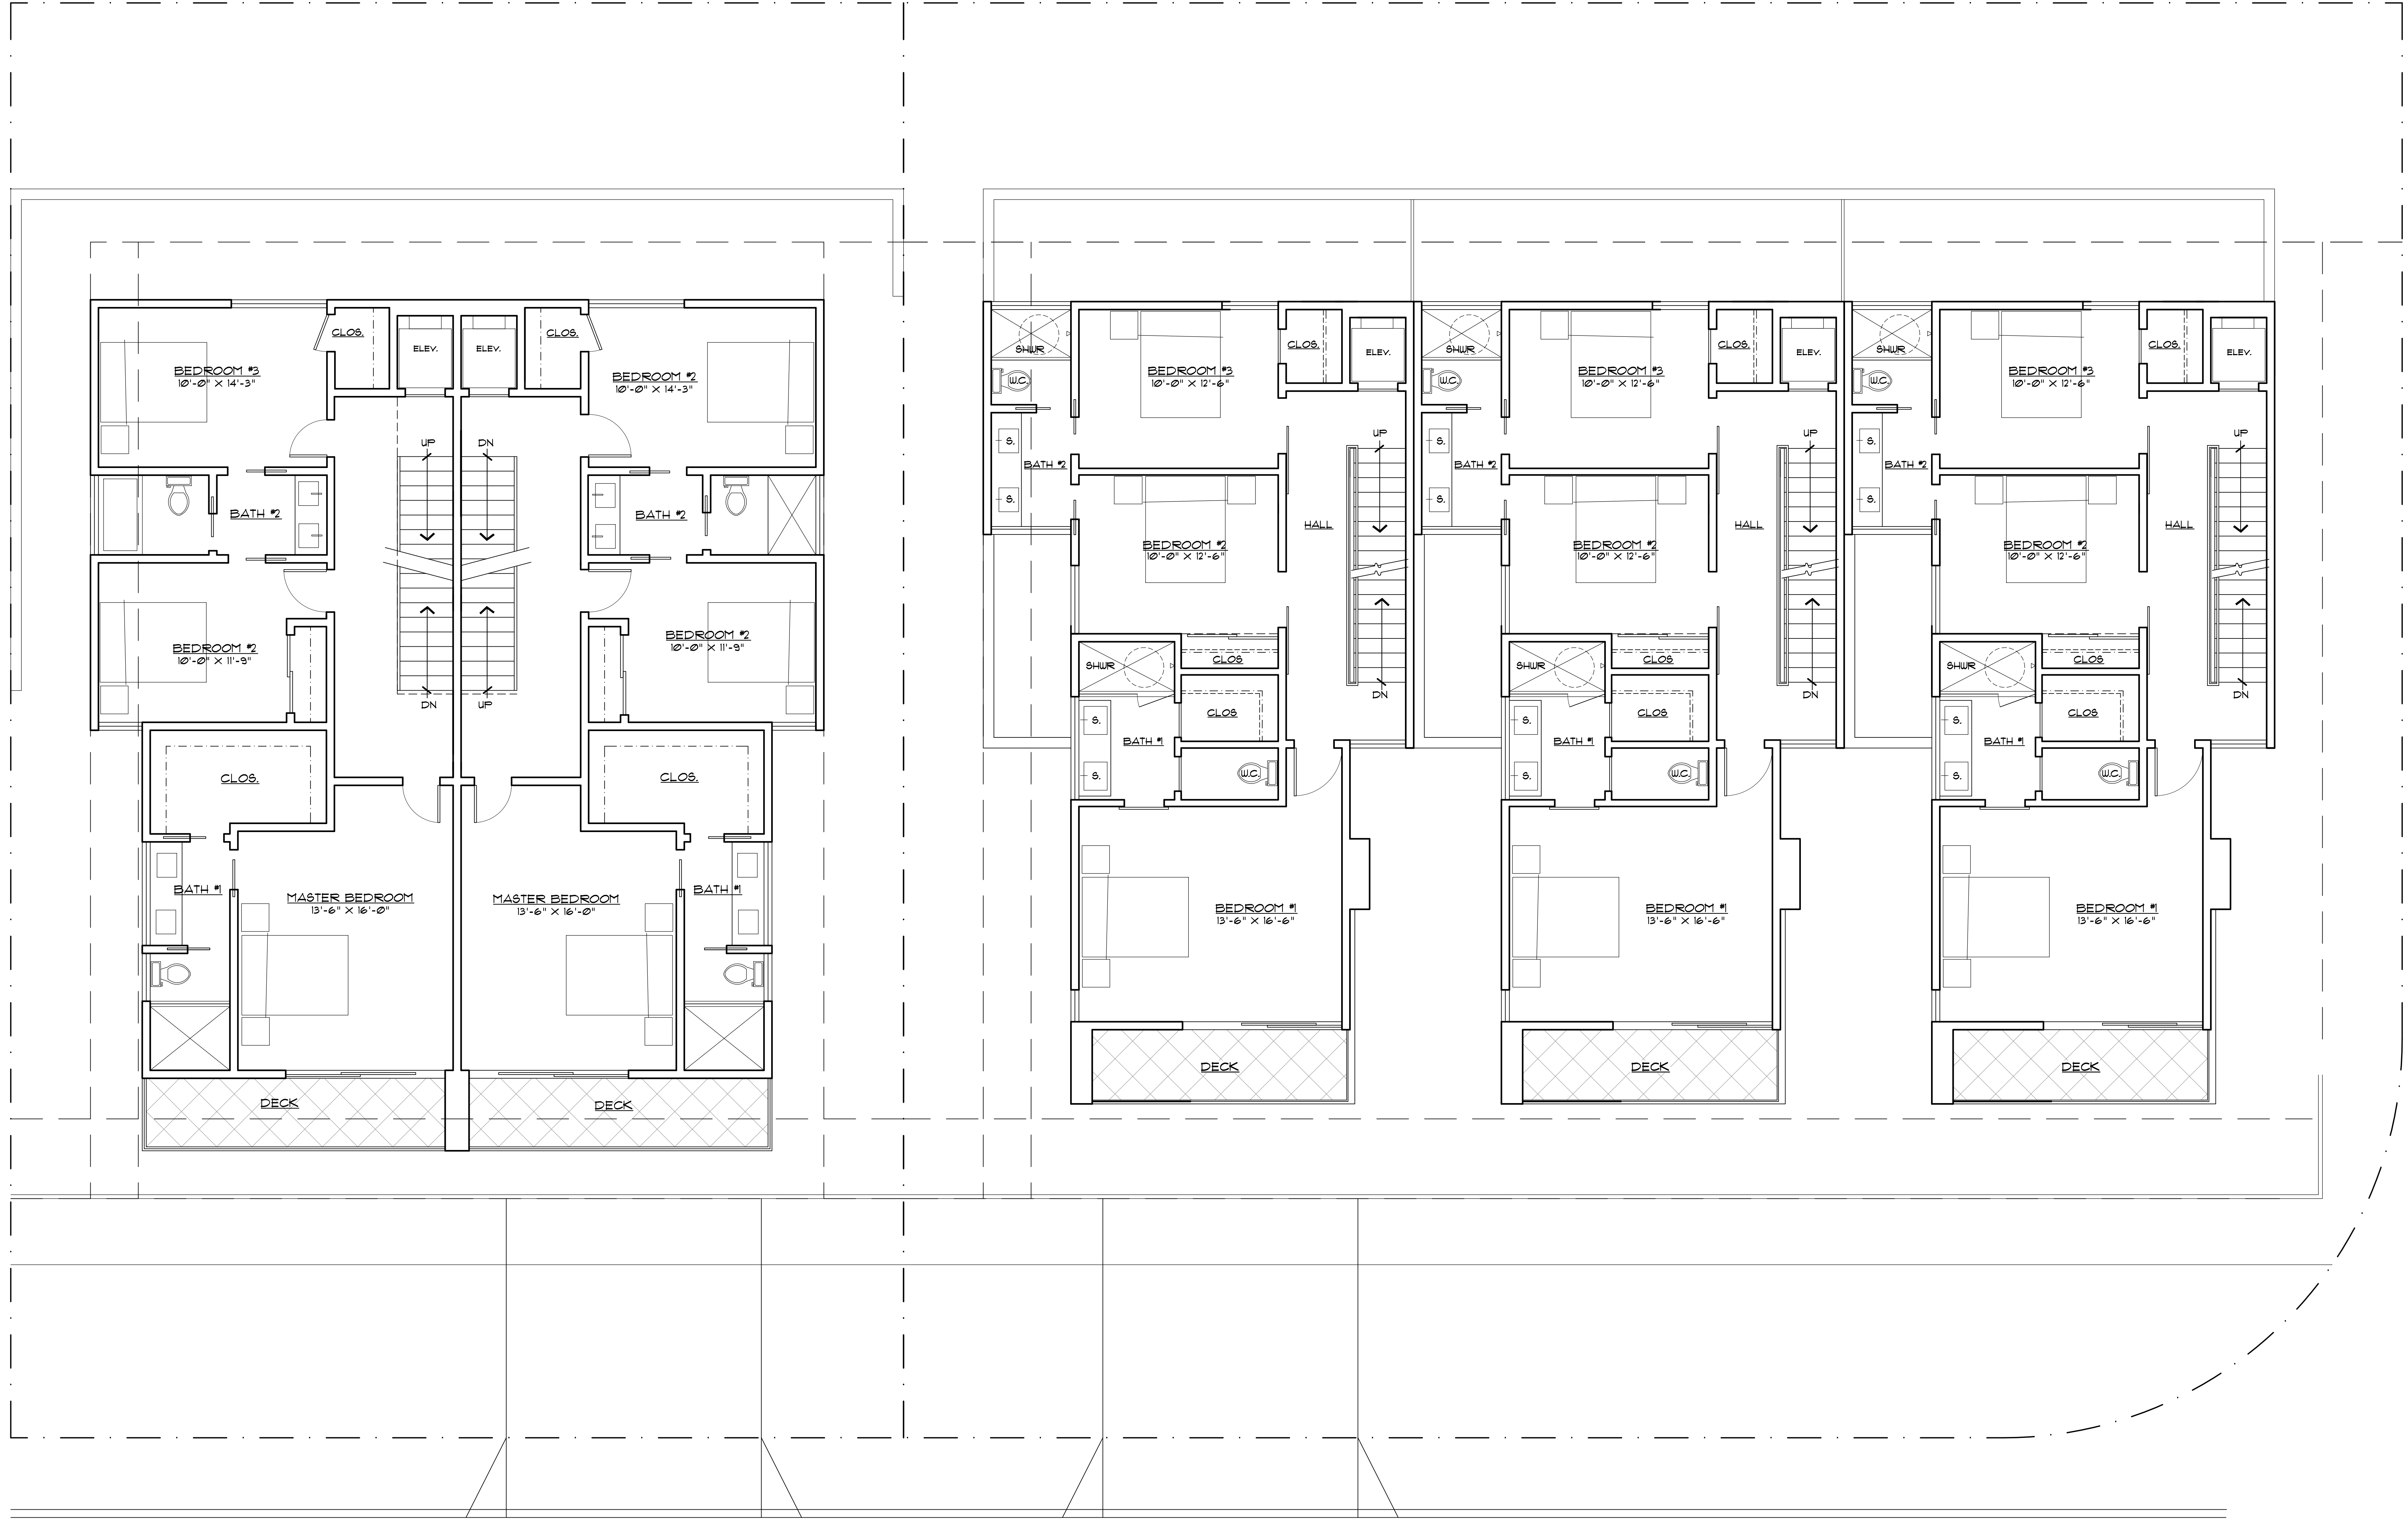 CLOS.
ELEV.
ELEV.
CLOS.
BEDROOM #3
10'-0" X 14'-3"
BEDROOM #2
10'-0" X 14'-3"
UP
DN
BATH #2
BATH #2
BEDROOM #2
10'-0" X 11'-9"
BEDROOM #2
10'-0" X 11'-9"
DN
UP
CLOS.
CLOS.
BATH #1
MASTER BEDROOM
13'-6" X 16'-0"
MASTER BEDROOM
13'-6" X 16'-0"
BATH #1
DECK
DECK
SHWR
CLOS.
ELEV.
W.C.
BEDROOM #3
10'-0" X 12'-6"
S.
UP
BATH #2
S.
HALL
BEDROOM #2
10'-0" X 12'-6"
SHWR
CLOS
DN
S.
CLOS
BATH #1
S.
W.C.
BEDROOM #1
13'-6" X 16'-6"
DECK
SHWR
CLOS.
ELEV.
W.C.
BEDROOM #3
10'-0" X 12'-6"
S.
UP
BATH #2
S.
HALL
BEDROOM #2
10'-0" X 12'-6"
SHWR
CLOS
DN
S.
CLOS
BATH #1
S.
W.C.
BEDROOM #1
13'-6" X 16'-6"
DECK
SHWR
CLOS.
ELEV.
W.C.
BEDROOM #3
10'-0" X 12'-6"
S.
UP
BATH #2
S.
HALL
BEDROOM #2
10'-0" X 12'-6"
SHWR
CLOS
DN
S.
CLOS
BATH #1
S.
W.C.
BEDROOM #1
13'-6" X 16'-6"
DECK